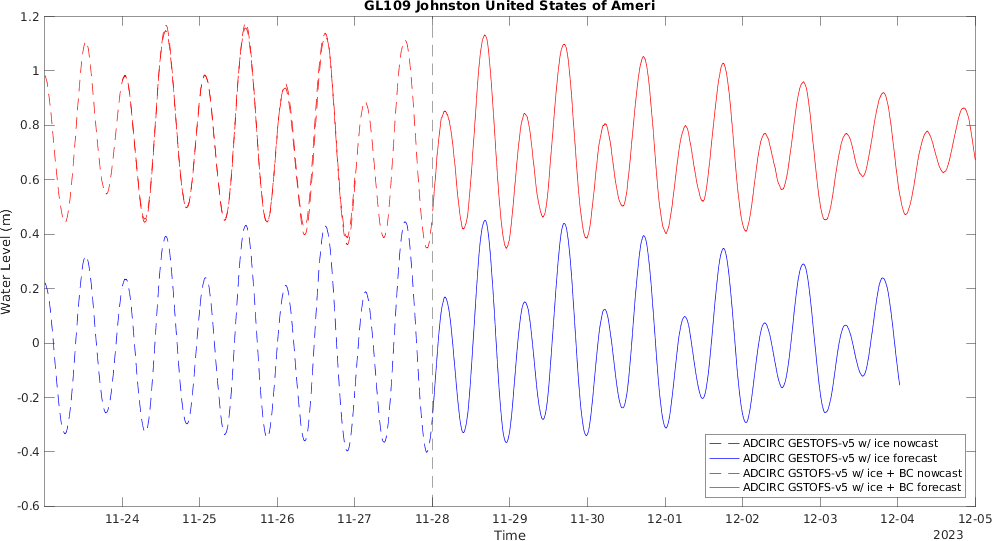 GL109 Johnston United States of Ameri
1.2
1
0.8
0.6
0.4
0.2
0
-0.2
-0.4
-0.6
Water Level (m)
ADCIRC GESTOFS-v5 w/ ice nowcast
ADCIRC GESTOFS-v5 w/ ice forecast
ADCIRC GSTOFS-v5 w/ ice + BC nowcast
ADCIRC GSTOFS-v5 w/ ice + BC forecast
11-24 11-25 11-26 11-27 11-28 11-29 11-30 12-01 12-02 12-03 12-04 12-05
Time 2023